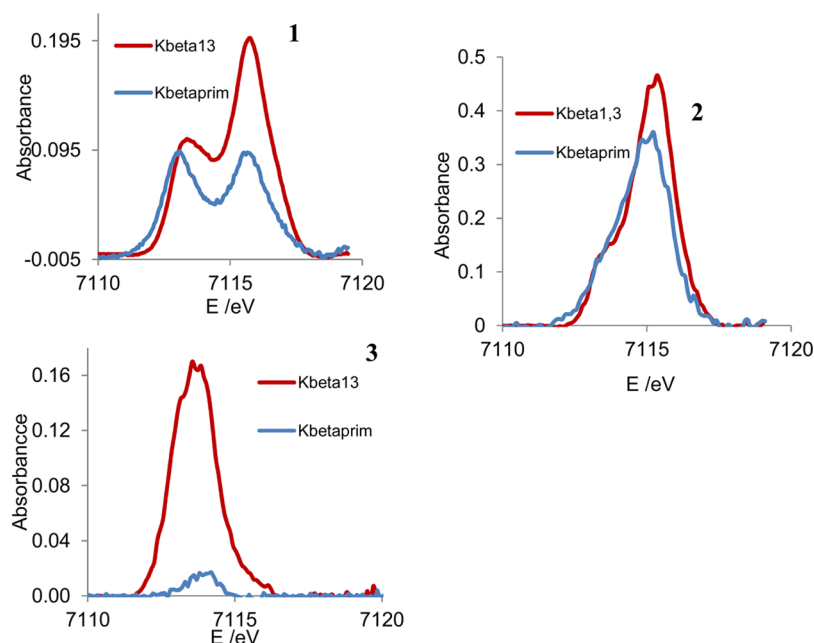 1
0.195
Kbeta13
Kbetaprim
0.095
-0.005
Absorbance
7110
7115
7120
E /eV
2
0.5
Kbeta1,3
0.4
Kbetaprim
0.3
0.2
0.1
0
Absorbance
7110
7115
7120
E /eV
3
0.16
Kbeta13
0.12
Kbetaprim
0.08
0.04
0.00
Absorbancce
7110
7115
7120
E /eV